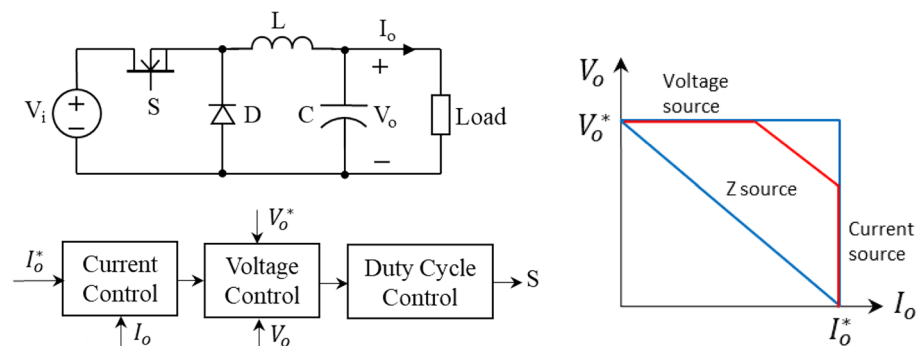 L
I_o
+
S
V_i
+
−
D
C
V_o
Load
−
V_o^*
I_o^*
Current
Control
Voltage
Control
Duty Cycle
Control
S
I_o
V_o
V_o
Voltage
source
V_o^*
Z source
Current
source
I_o
I_o^*